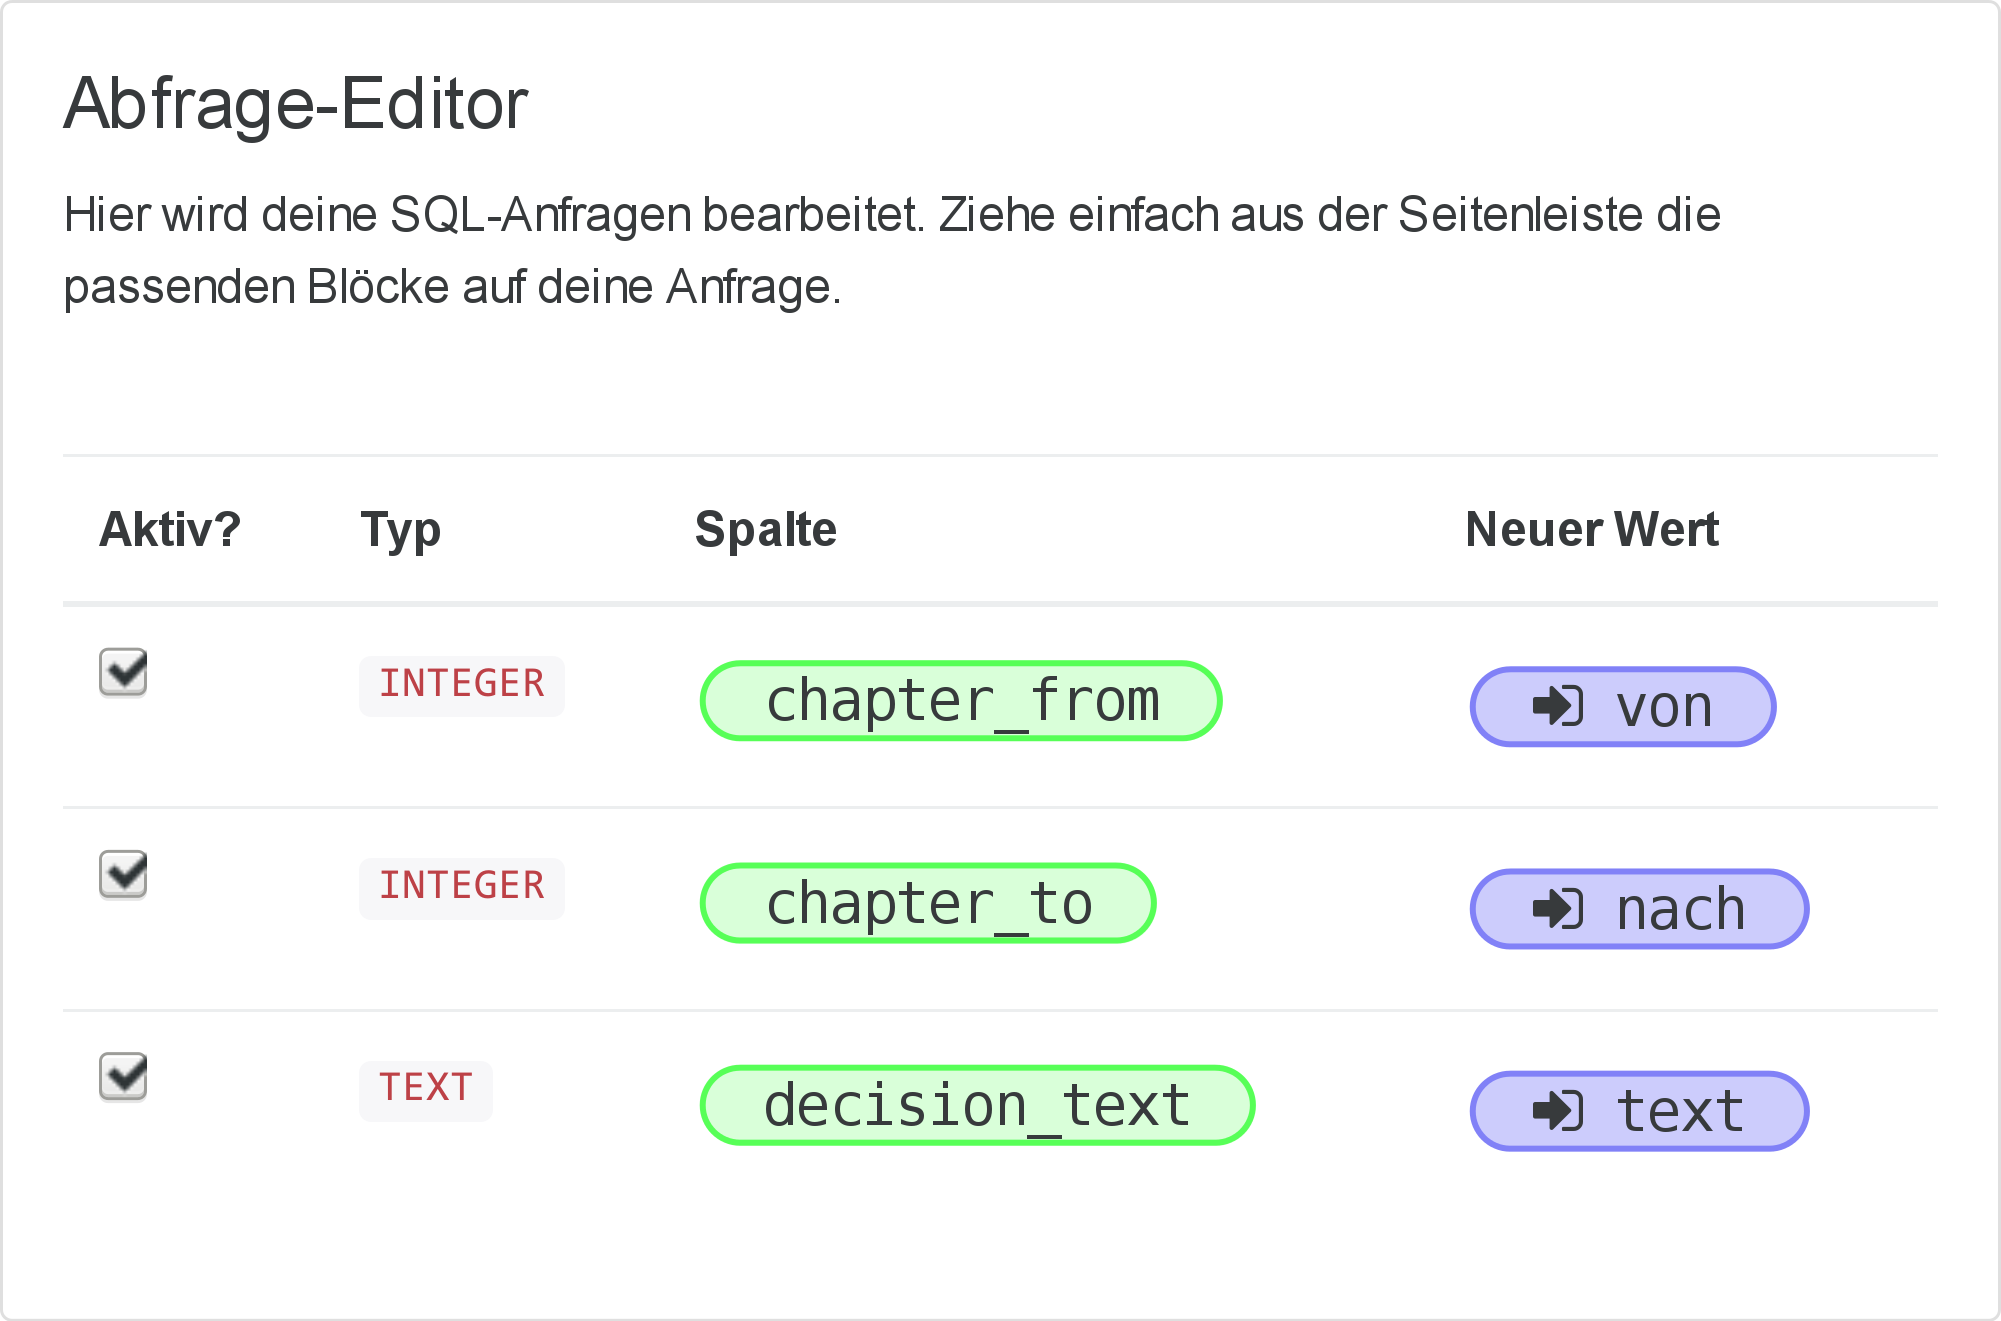 Abfrage-Editor
Hier wird deine SQL-Anfragen bearbeitet. Ziehe einfach aus der Seitenleiste die
passenden Blöcke auf deine Anfrage.
Aktiv? Typ Spalte Neuer Wert
INTEGER chapter_from von
INTEGER chapter_to nach
TEXT decision_text text